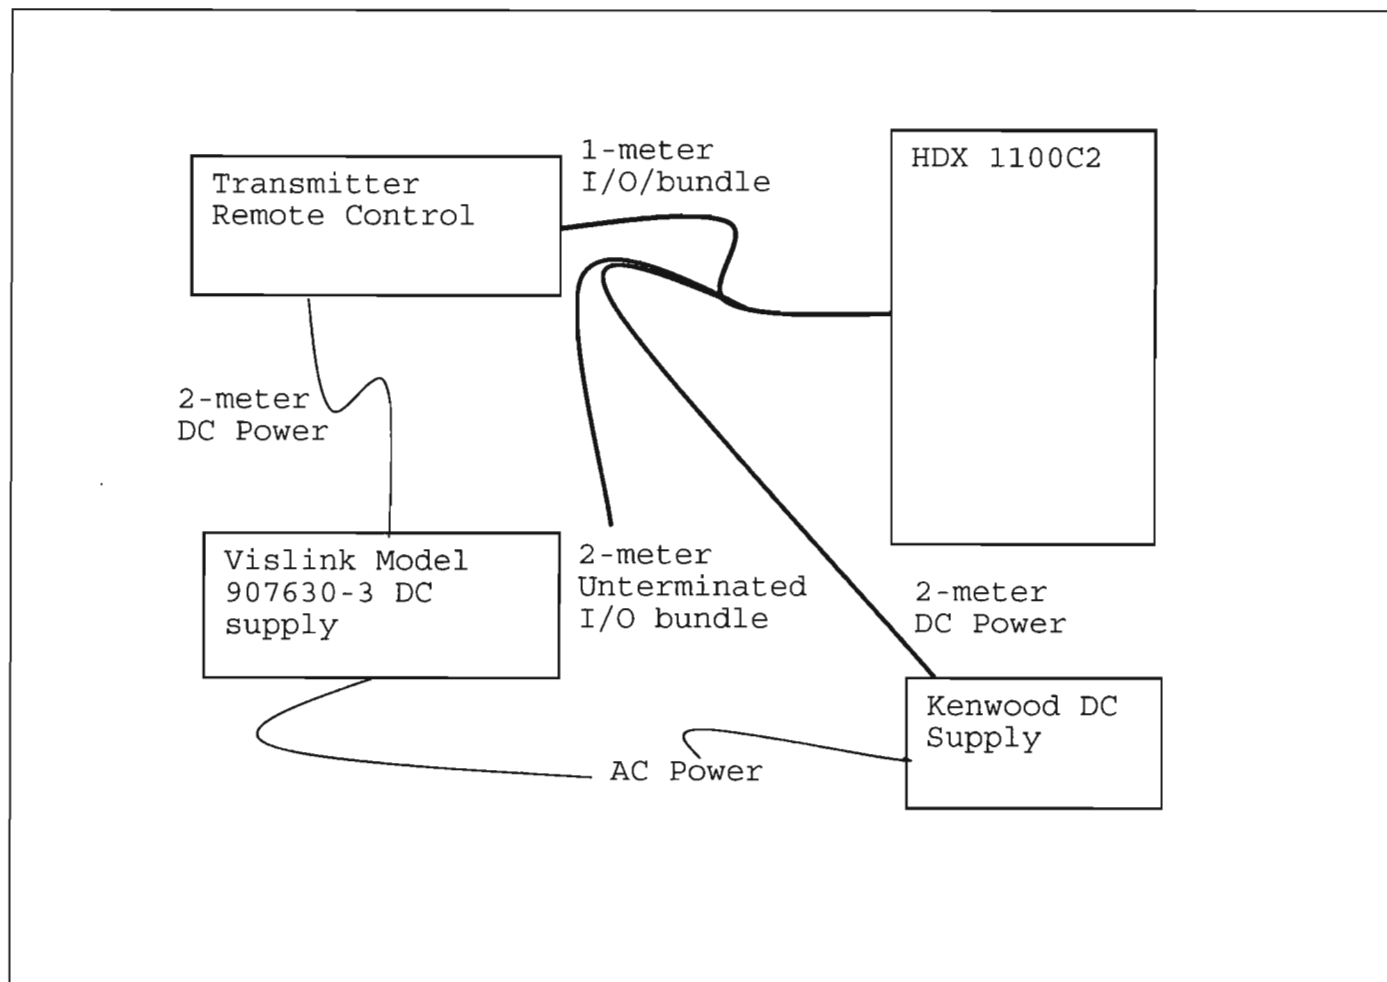 1-meter
I/O/bundle
HDX 1100C2
Transmitter
Remote Control
2-meter
DC Power
Vislink Model
907630-3 DC
supply
2-meter
Unterminated
I/O bundle
2-meter
DC Power
Kenwood DC
Supply
AC Power